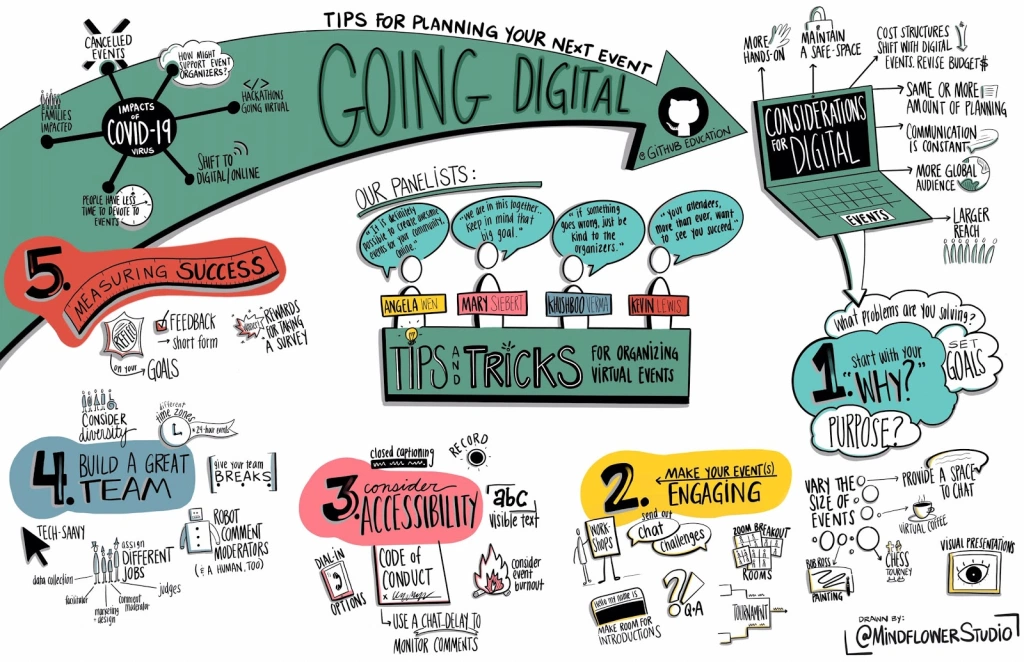 TIPS FOR PLANNING YOUR NEXT EVENT
GOING DIGITAL
@GITHUB EDUCATION
IMPACTS
OF
COVID-19
VIRUS
CANCELLED
EVENTS
HOW MIGHT
SUPPORT EVENT
ORGANIZERS?
</> HACKATHONS
GOING VIRTUAL
SHIFT TO
DIGITAL/ONLINE
PEOPLE HAVE LESS
TIME TO DEVOTE TO
EVENTS
FAMILIES
IMPACTED
OUR PANELISTS:
"It is definitely
possible to create awesome
events for your community,
online."
"We are in this together..
keep in mind that
big goal."
"if something
goes wrong, just be
kind to the
organizers."
"Your attendees,
more than ever, want
to see you succeed."
ANGELA WEN
MARY SIEBERT
KHUSHBOO VERMA
KEVIN LEWIS
TIPS AND TRICKS
FOR ORGANIZING
VIRTUAL EVENTS
CONSIDERATIONS
FOR
DIGITAL
EVENTS
MORE
HANDS-ON
MAINTAIN
A SAFE-SPACE
COST STRUCTURES
SHIFT WITH DIGITAL
EVENTS. REVISE BUDGET$
SAME OR MORE
AMOUNT OF PLANNING
COMMUNICATION
IS CONSTANT
MORE GLOBAL
AUDIENCE
LARGER
REACH
What problems are you solving?
1. Start with your
"WHY?"
SET
GOALS
PURPOSE?
2. MAKE YOUR EVENT(S)
ENGAGING
WORK-
SHOPS
send out
chat
challenges
ZOOM BREAKOUT
ROOMS
Hello my name is
MAKE ROOM FOR
INTRODUCTIONS
?!
Q+A
TOURNAMENT
VARY THE
SIZE OF
EVENTS
PROVIDE A SPACE
TO CHAT
VIRTUAL COFFEE
CHESS
TOURNEY
BOB ROSS
PAINTING
VISUAL PRESENTATIONS
3. consider
ACCESSIBILITY
closed captioning
RECORD
abc
visible text
DIAL-IN
OPTIONS
CODE OF
CONDUCT
x
USE A CHAT-DELAY TO
MONITOR COMMENTS
consider
event
burnout
4. BUILD A GREAT
TEAM
CONSIDER
diversity
different
time zones
* 24-hour events
give your team
BREAKS
TECH-SAVVY
assign
DIFFERENT
JOBS
data collection
facilitator
marketing
+ design
comment
moderator
judges
ROBOT
COMMENT
MODERATORS
(& A HUMAN, TOO)
5. MEASURING SUCCESS
on your GOALS
FEEDBACK
short form
REWARDS
FOR TAKING
A SURVEY
DRAWN BY:
@MINDFLOWERSTUDIO